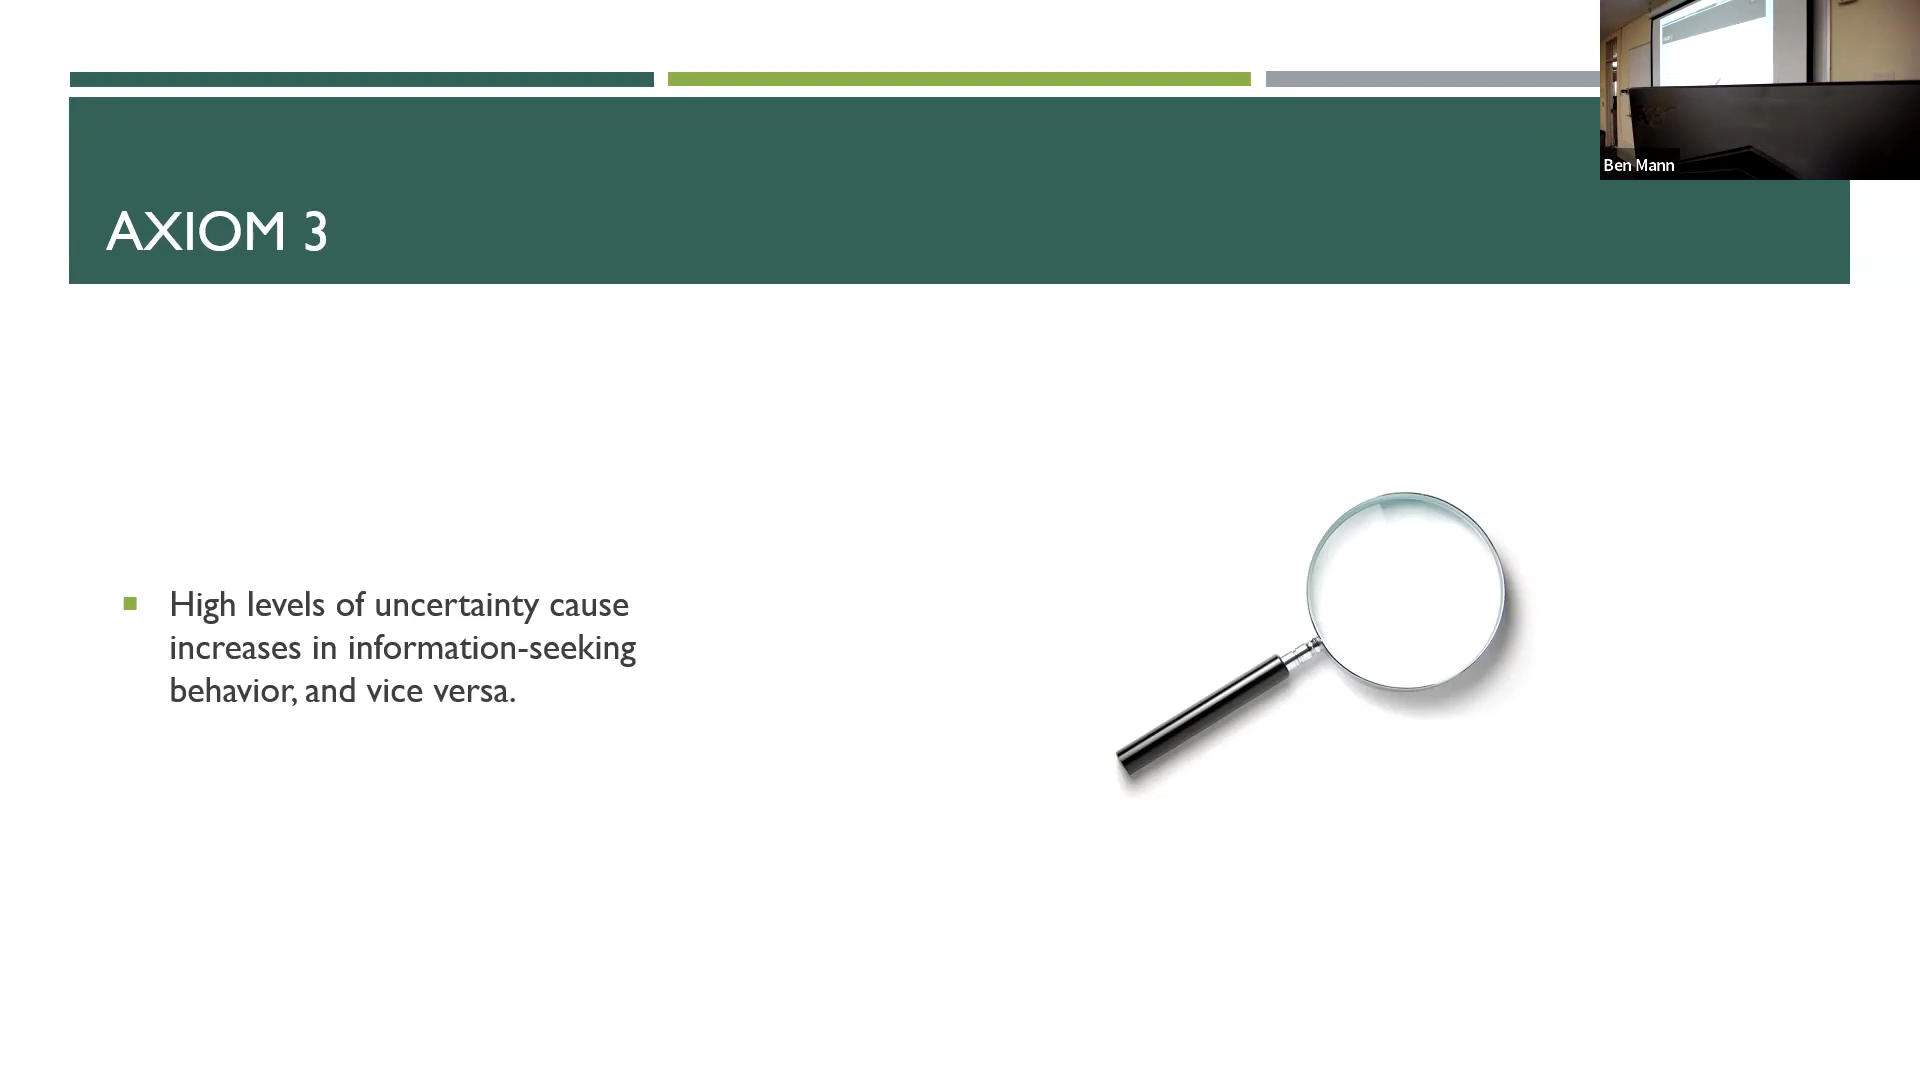 Ben Mann
AXIOM 3
High levels of uncertainty cause
increases in information-seeking
behavior, and vice versa.